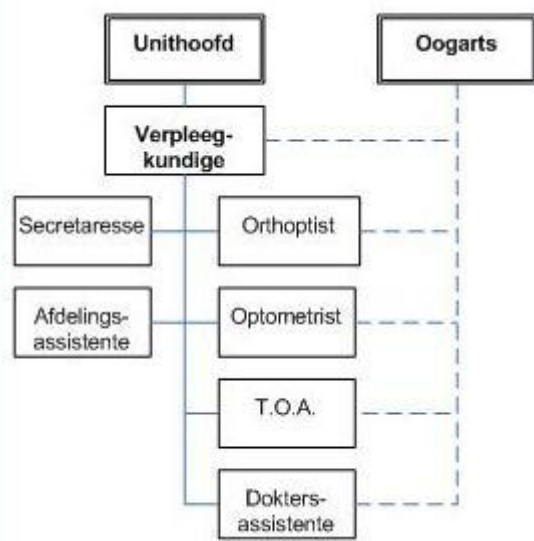 Unithoofd
Oogarts
Verpleeg-
kundige
Secretaresse
Orthoptist
Afdelings-
assistente
Optometrist
T.O.A.
Dokters-
assistente